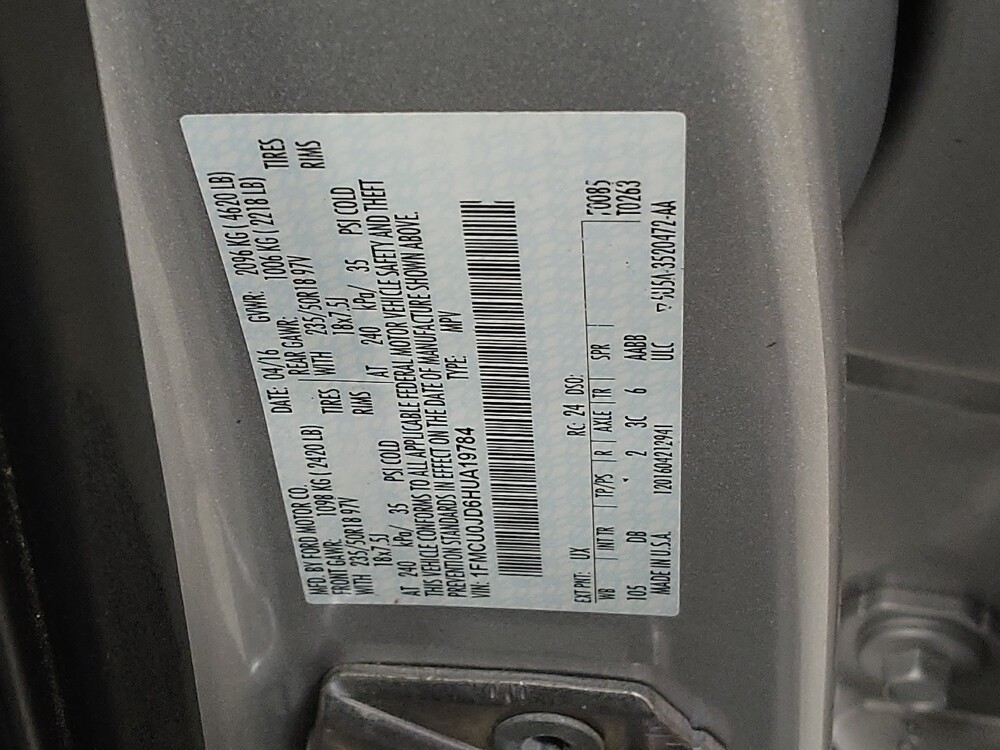 MFD. BY FORD MOTOR CO. DATE: 04/16 GVWR: 2096 KG ( 4620 LB)
FRONT GAWR: 1098 KG ( 2420 LB) REAR GAWR: 1006 KG ( 2218 LB)
WITH 235/50R18 97V TIRES WITH 235/50R18 97V TIRES
18x7.5J RIMS 18x7.5J RIMS
AT 240 kPa/ 35 PSI COLD AT 240 kPa/ 35 PSI COLD
THIS VEHICLE CONFORMS TO ALL APPLICABLE FEDERAL MOTOR VEHICLE SAFETY AND THEFT
PREVENTION STANDARDS IN EFFECT ON THE DATE OF MANUFACTURE SHOWN ABOVE.
VIN: 1FMCU0JD6HUA19784 TYPE: MPV
EXT PNT: UX RC: 24 DSO:
WB INT TR TP/PS R AXLE TR SPR T0085
105 DB 2 3C 6 AABB T0263
MADE IN U.S.A. 1201604212941 ULC 5U5A-3520472-AA